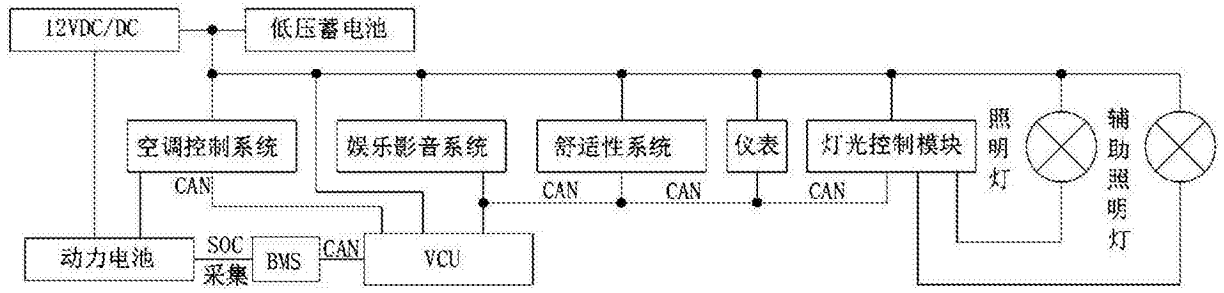 12VDC/DC
低压蓄电池
空调控制系统
娱乐影音系统
舒适性系统
仪表
灯光控制模块
照明灯
辅助照明灯
CAN
CAN
CAN
CAN
动力电池
SOC
采集
BMS
CAN
VCU